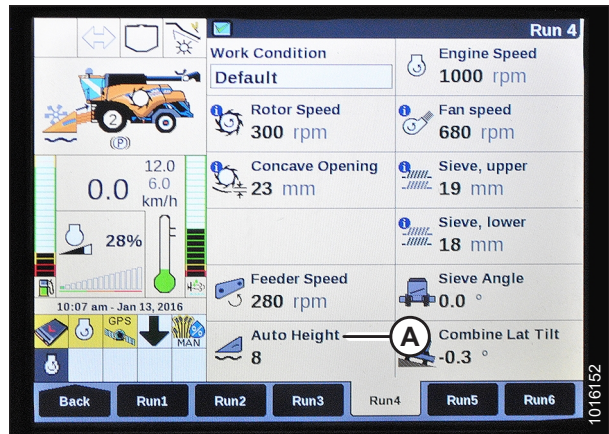 Run 4
Work Condition
Default
Engine Speed
1000 rpm
Rotor Speed
300 rpm
Fan speed
680 rpm
Concave Opening
23 mm
Sieve, upper
19 mm
Sieve, lower
18 mm
Feeder Speed
280 rpm
Sieve Angle
0.0 °
Auto Height
8
A
Combine Lat Tilt
-0.3 °
2
(P)
0.0
12.0
6.0
km/h
28%
10:07 am - Jan 13, 2016
L
GPS
%
MAN
Back
Run1
Run2
Run3
Run4
Run5
Run6
1016152